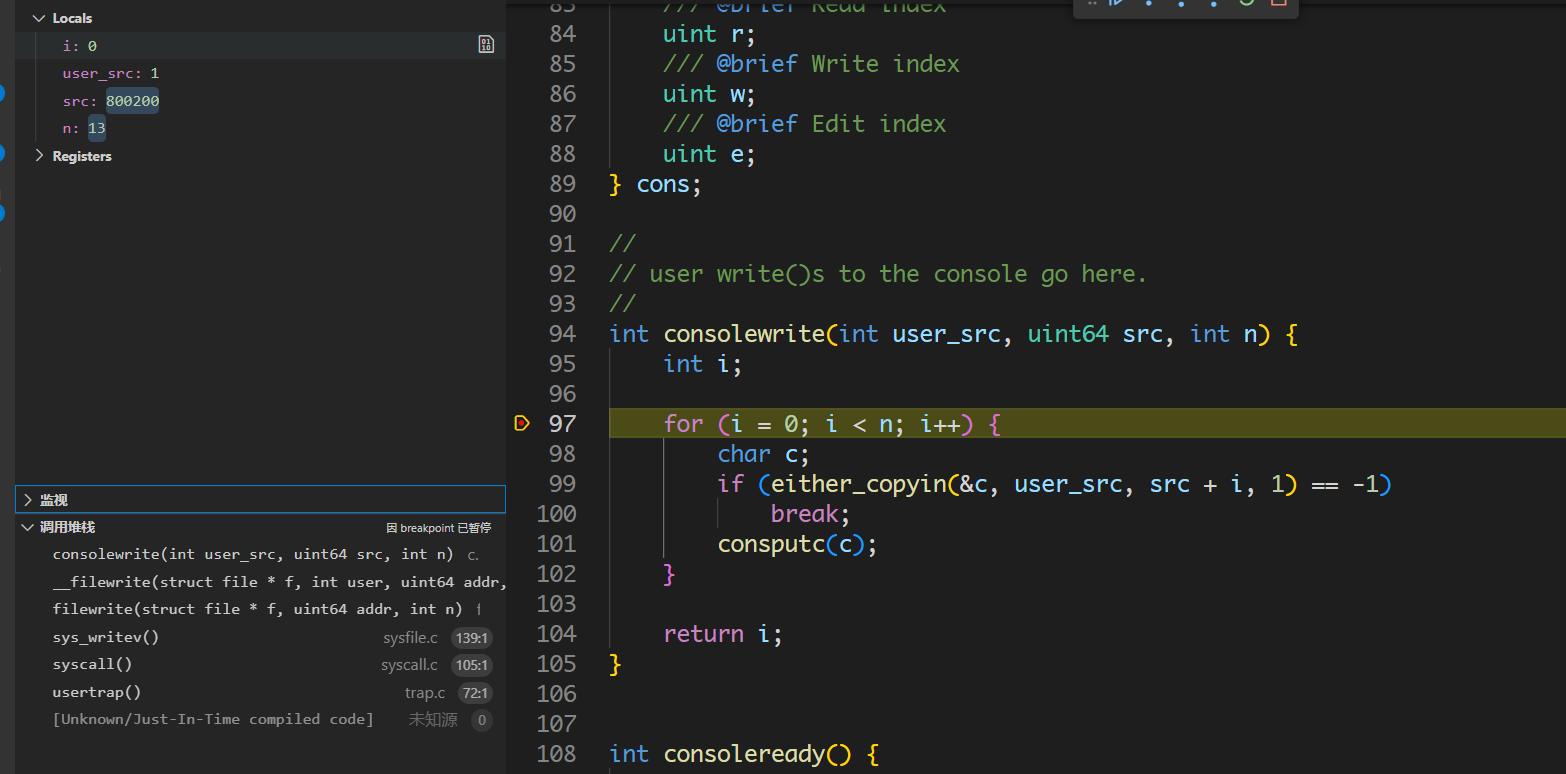 Locals
i: 0
user_src: 1
src: 800200
n: 13
Registers
监视
调用堆栈 因 breakpoint 已暂停
consolewrite(int user_src, uint64 src, int n) c.
__filewrite(struct file * f, int user, uint64 addr,
filewrite(struct file * f, uint64 addr, int n)
sys_writev() sysfile.c 139:1
syscall() syscall.c 105:1
usertrap() trap.c 72:1
[Unknown/Just-In-Time compiled code] 未知源 0
83 /// @brief Read index
84 uint r;
85 /// @brief Write index
86 uint w;
87 /// @brief Edit index
88 uint e;
89 } cons;
90
91 //
92 // user write()s to the console go here.
93 //
94 int consolewrite(int user_src, uint64 src, int n) {
95 int i;
96
97 for (i = 0; i < n; i++) {
98 char c;
99 if (either_copyin(&c, user_src, src + i, 1) == -1)
100 break;
101 consputc(c);
102 }
103
104 return i;
105 }
106
107
108 int consoleready() {